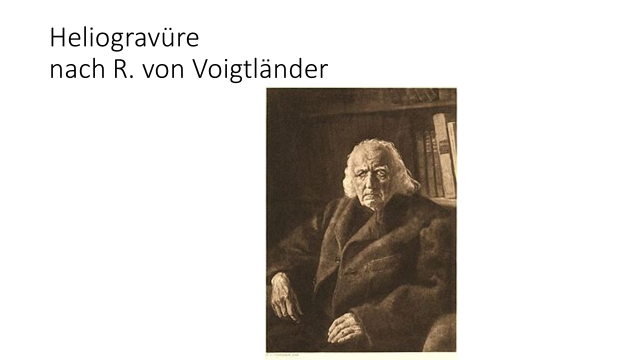 Heliogravüre
nach R. von Voigtländer